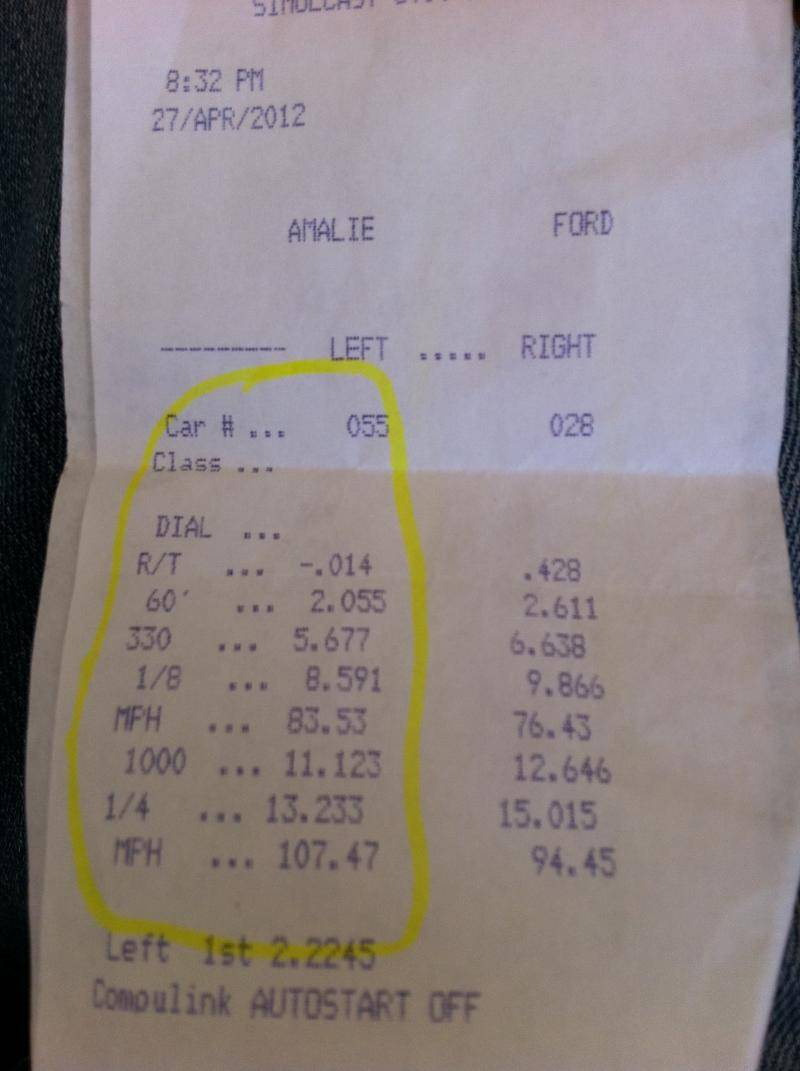 8:32 PM
27/APR/2012
AMALIE FORD
--------- LEFT ..... RIGHT
Car # ... 055 028
Class ...
DIAL ...
R/T ... -.014 .428
60' ... 2.055 2.611
330 ... 5.677 6.638
1/8 ... 8.591 9.866
MPH ... 83.53 76.43
1000 ... 11.123 12.646
1/4 ... 13.233 15.015
MPH ... 107.47 94.45
Left 1st 2.2245
Compulink AUTOSTART OFF